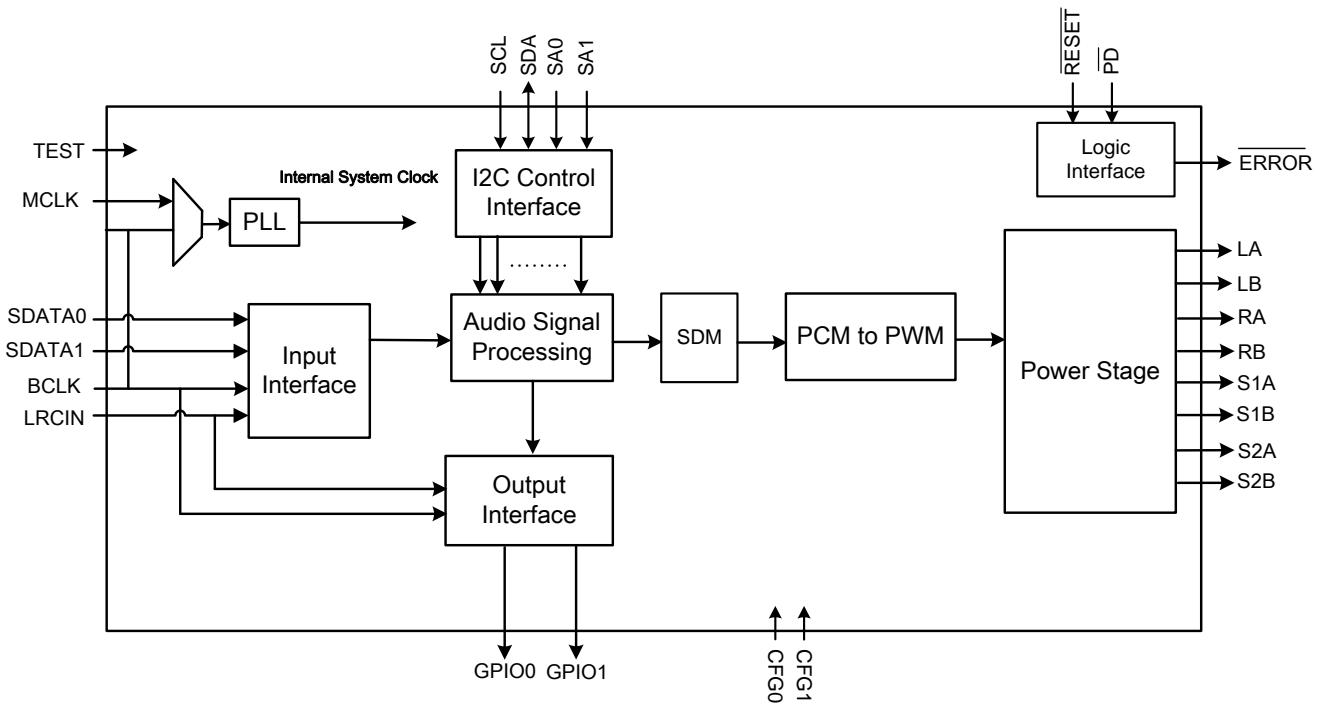 SCL
SDA
SA0
SA1
RESET
PD
TEST
MCLK
Internal System Clock
PLL
I2C Control
Interface
Logic
Interface
ERROR
SDATA0
SDATA1
BCLK
LRCIN
Input
Interface
........
Audio Signal
Processing
SDM
PCM to PWM
Power Stage
LA
LB
RA
RB
S1A
S1B
S2A
S2B
Output
Interface
GPIO0
GPIO1
CFG0
CFG1